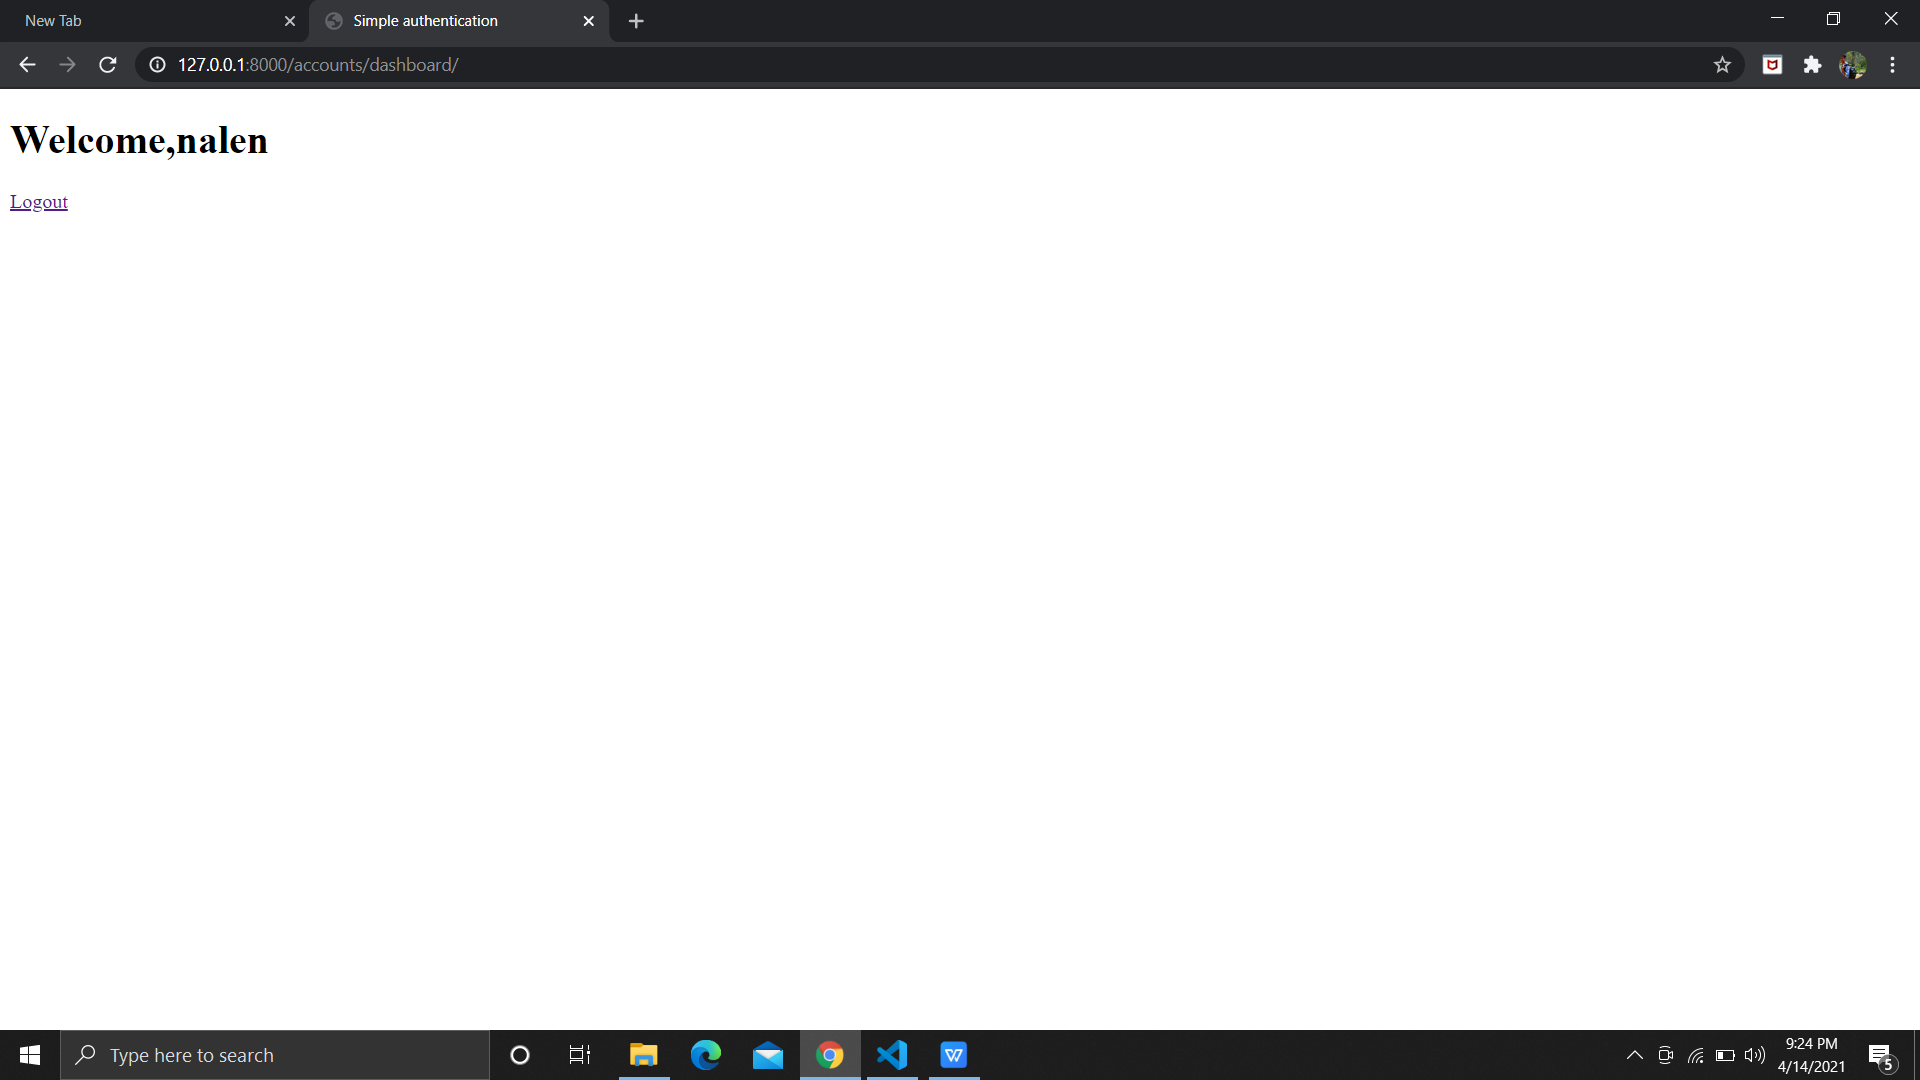 New Tab
Simple authentication
127.0.0.1:8000/accounts/dashboard/
Welcome,nalen
Logout
Type here to search
9:24 PM
4/14/2021
5